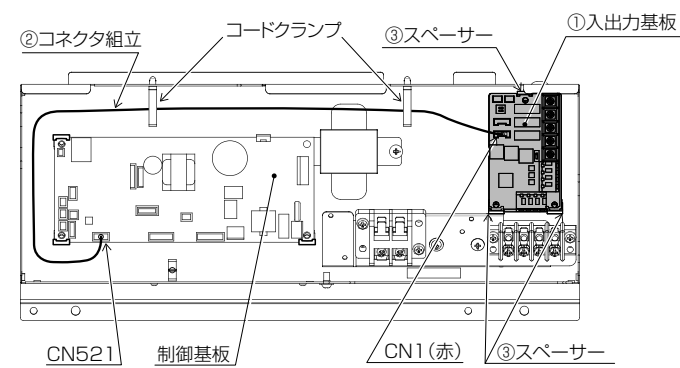 ①入出力基板
コードクランプ
③スペーサー
②コネクタ組立
CN521
制御基板
CN1（赤）
③スペーサー